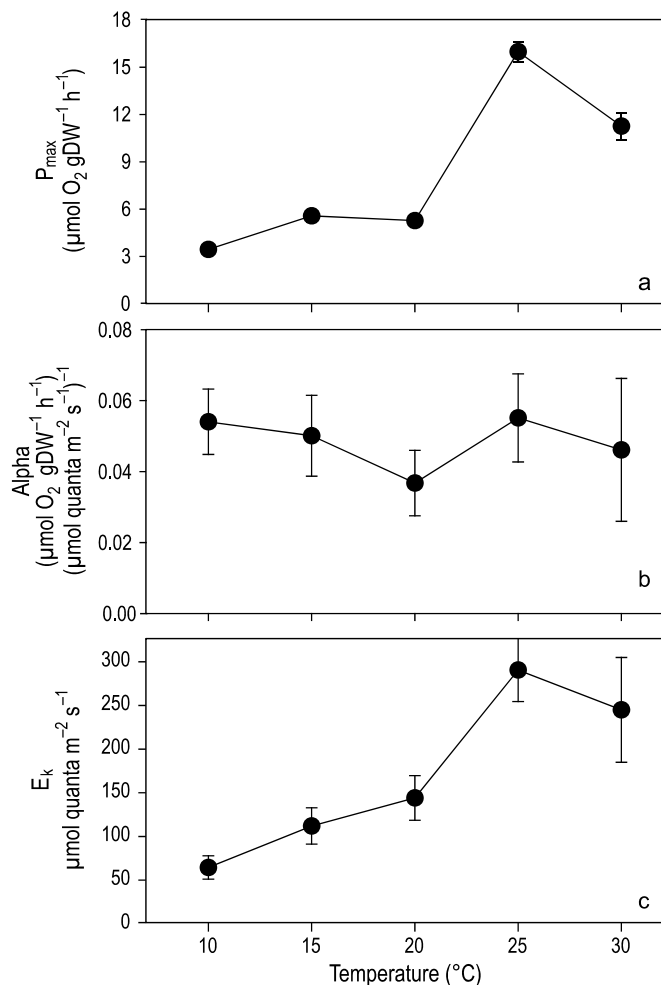 18
15
12
9
6
3
0
P_max
(µmol O₂ gDW⁻¹ h⁻¹)
a
0.08
0.06
0.04
0.02
0.00
Alpha
(µmol O₂ gDW⁻¹ h⁻¹)
(µmol quanta m⁻² s⁻¹)⁻¹
b
300
250
200
150
100
50
0
E_k
µmol quanta m⁻² s⁻¹
c
10 15 20 25 30
Temperature (°C)